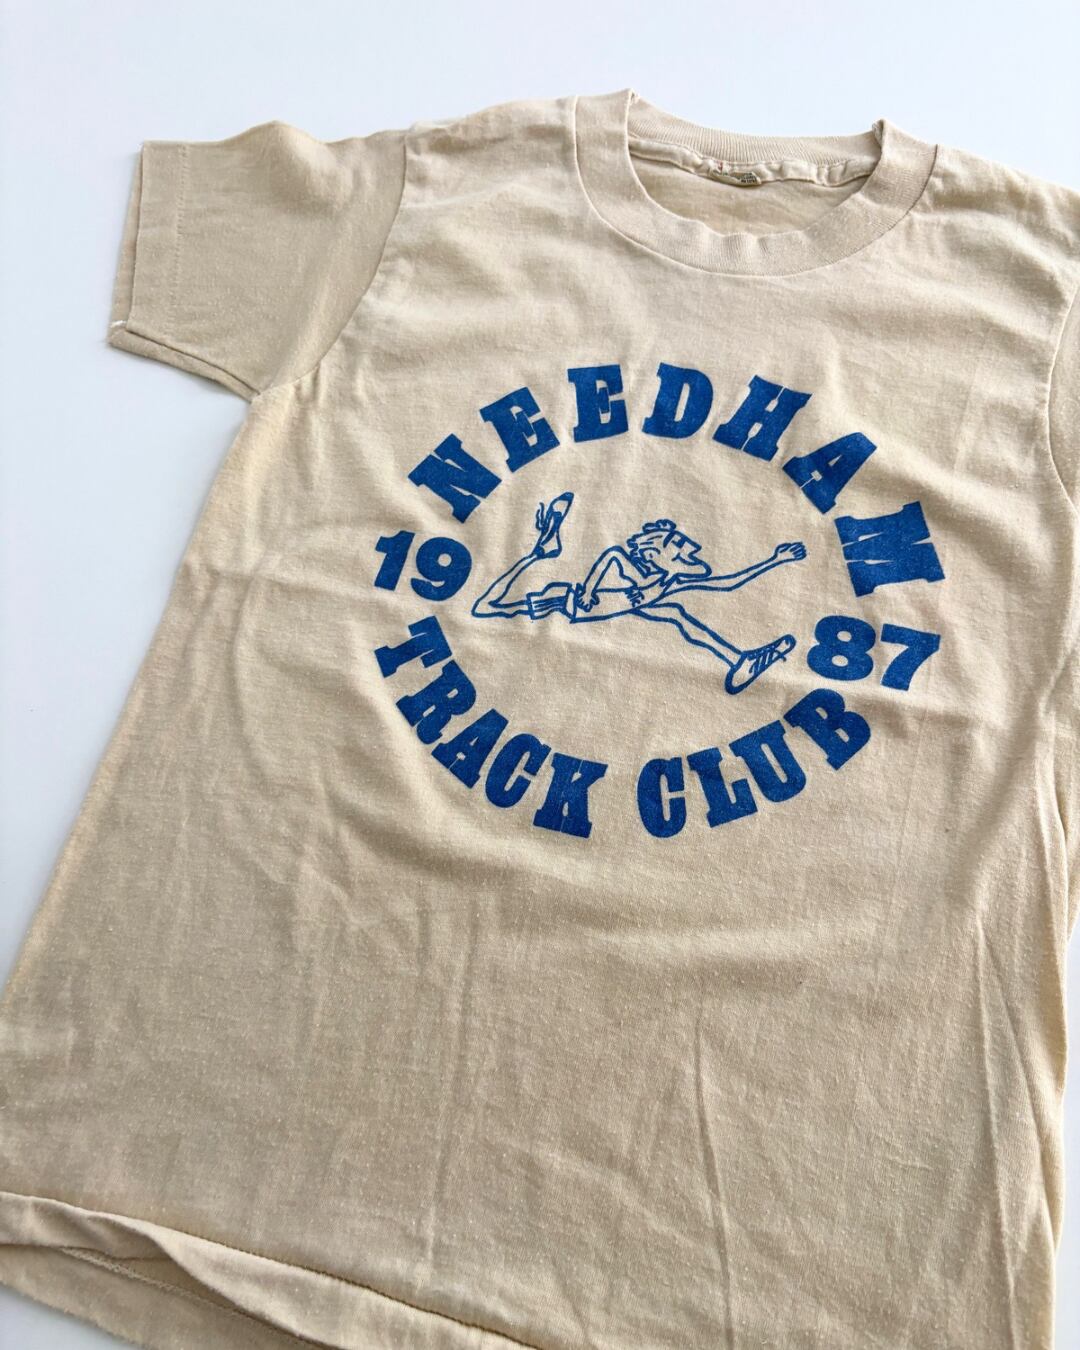 NEEDHAM
19 87
TRACK CLUB